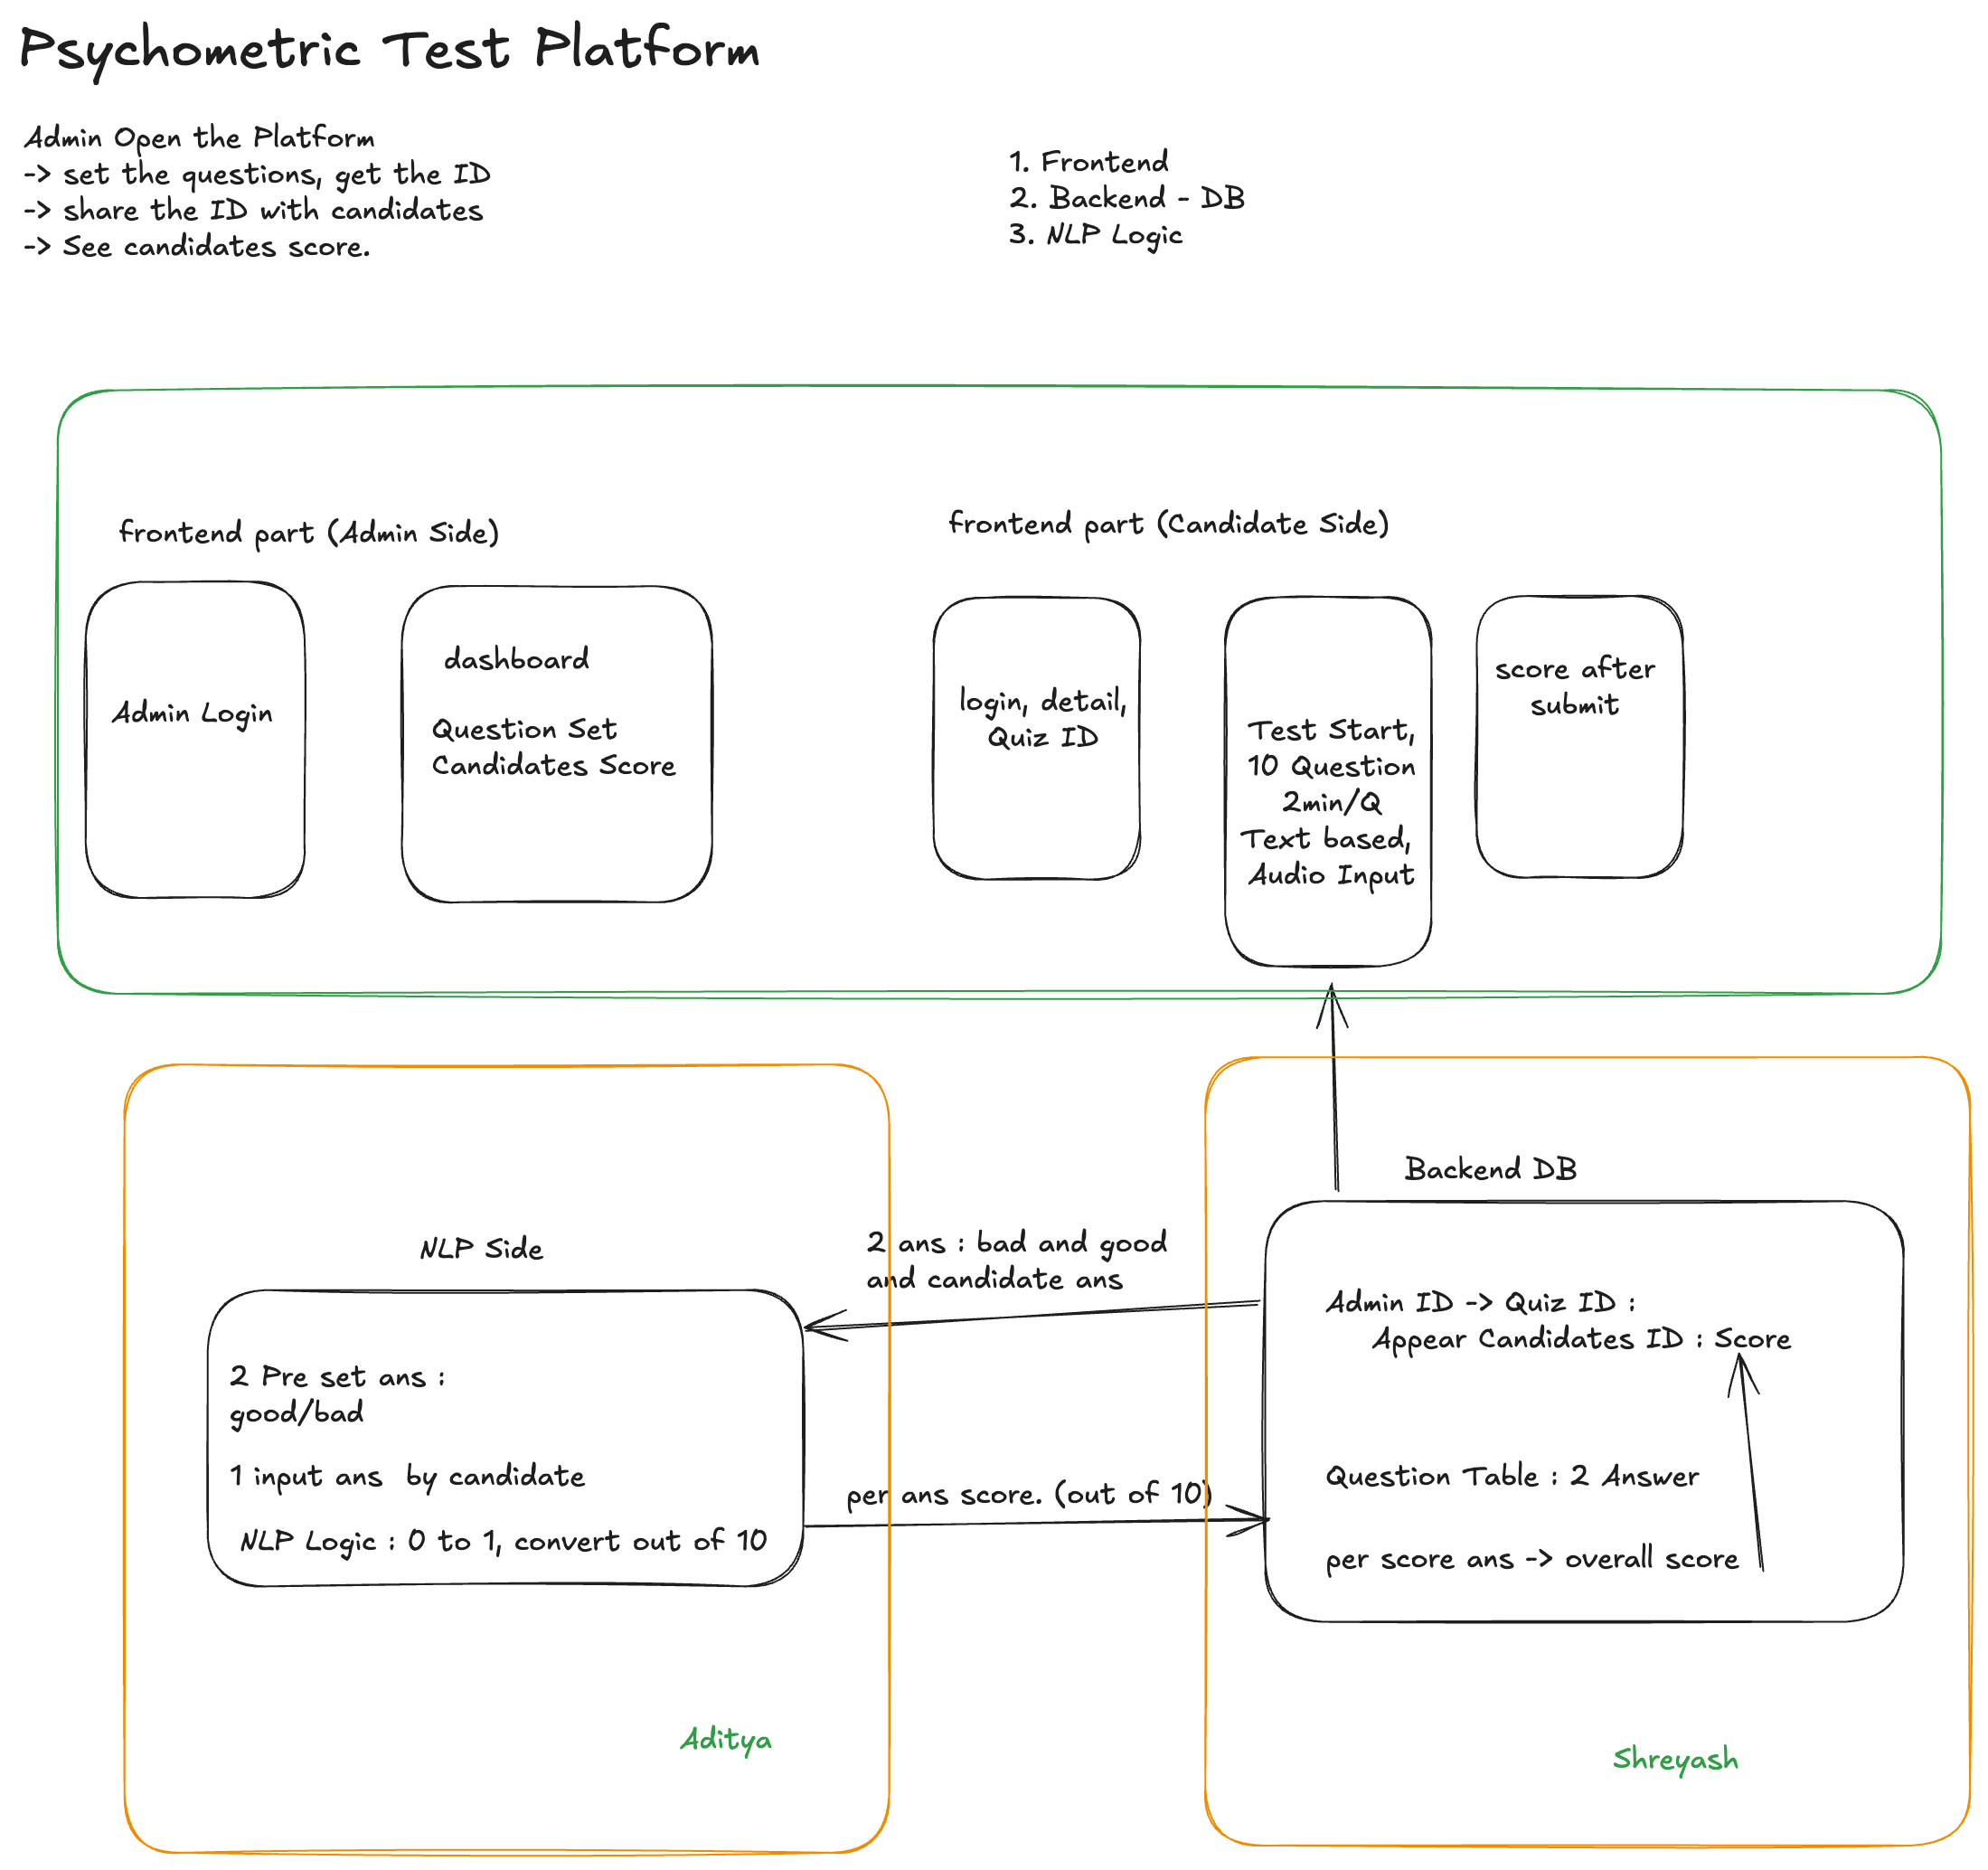 Psychometric Test Platform
Admin Open the Platform
-> set the questions, get the ID
-> share the ID with candidates
-> See candidates score.
1. Frontend
2. Backend - DB
3. NLP Logic
frontend part (Admin Side)
Admin Login
dashboard
Question Set
Candidates Score
frontend part (Candidate Side)
login, detail,
Quiz ID
Test Start,
10 Question
2min/Q
Text based,
Audio Input
score after
submit
NLP Side
2 Pre set ans :
good/bad
1 input ans by candidate
NLP Logic : 0 to 1, convert out of 10
Aditya
2 ans : bad and good
and candidate ans
per ans score. (out of 10)
Backend DB
Admin ID -> Quiz ID :
Appear Candidates ID : Score
Question Table : 2 Answer
per score ans -> overall score
Shreyash